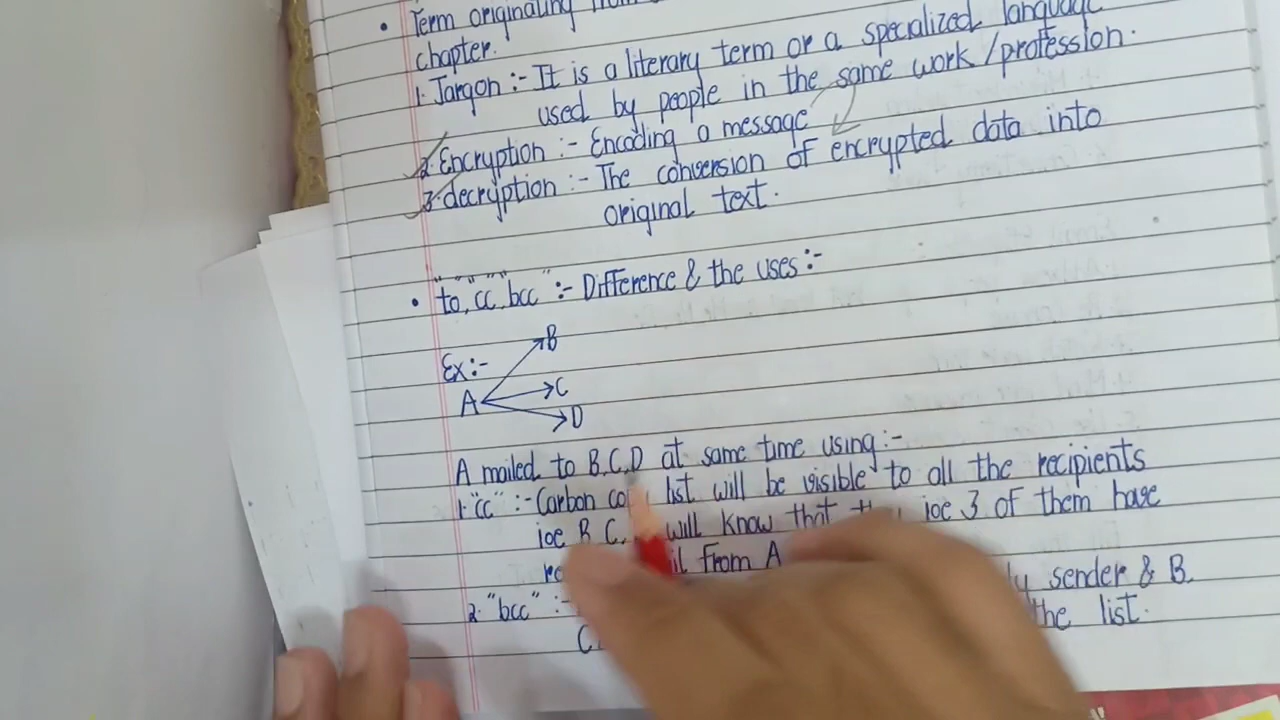 • Term originating from
chapter.
1. Jargon :- It is a literary term or a specialized language
used by people in the same work / profession.
2. Encryption :- Encoding a message
3. decryption :- The conversion of encrypted data into
original text.
• "to", "cc", "bcc" :- Difference & the uses :-
Ex :-
B
A C
D
A mailed to B,C,D at same time using :-
1. "cc" :- Carbon list will be visible to all the recipients
ioe B C, will know that ioe 3 of them have
from A
sender & B.
2. "bcc" :- the list.